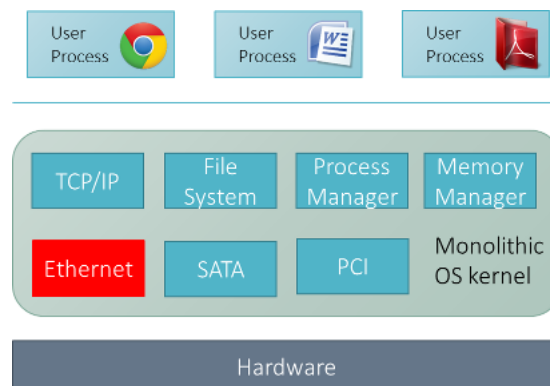 User
Process
User
Process
W
User
Process
TCP/IP
File
System
Process
Manager
Memory
Manager
Ethernet
SATA
PCI
Monolithic
OS kernel
Hardware